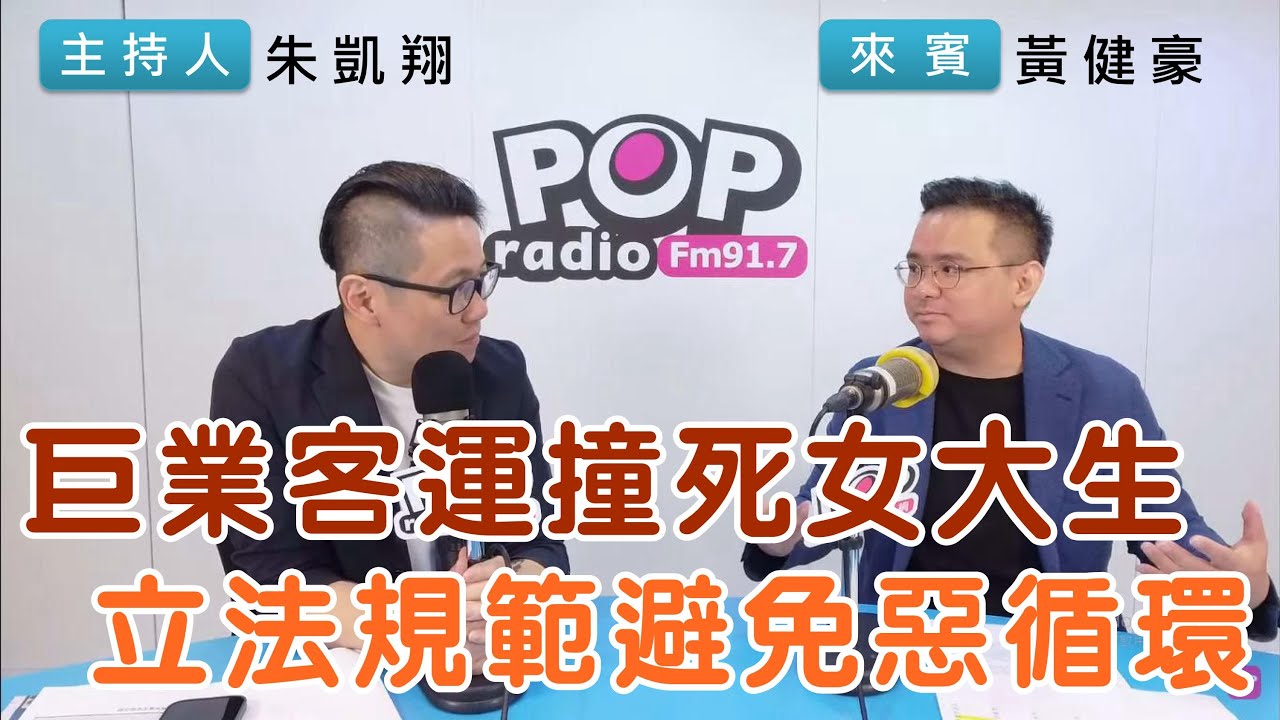 主持人 朱凱翔
來賓 黃健豪
POP
radio Fm91.7
巨業客運撞死女大生
立法規範避免惡循環